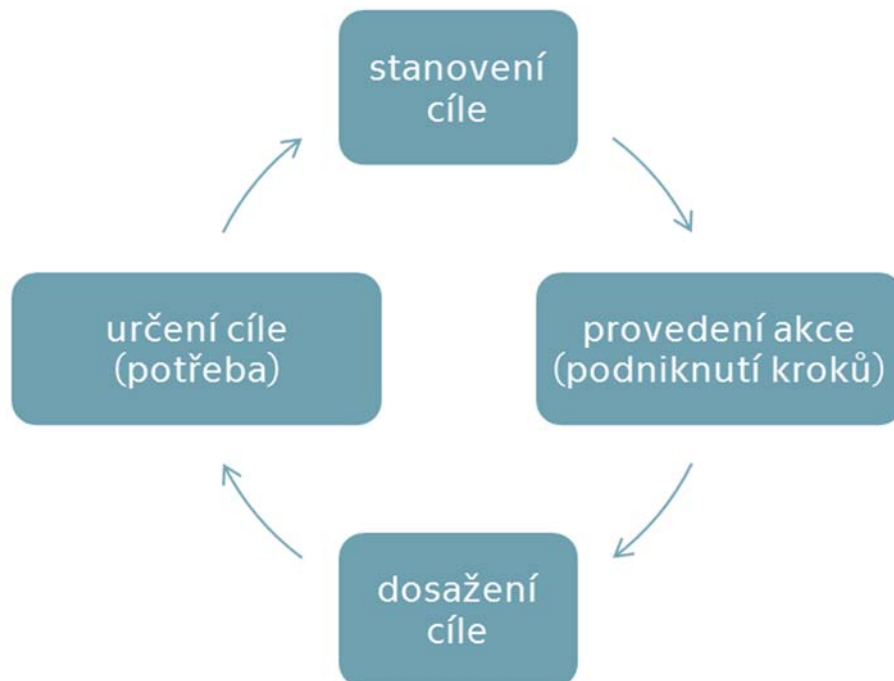 stanovení
cíle
určení cíle
(potřeba)
provedení akce
(podniknutí kroků)
dosažení
cíle